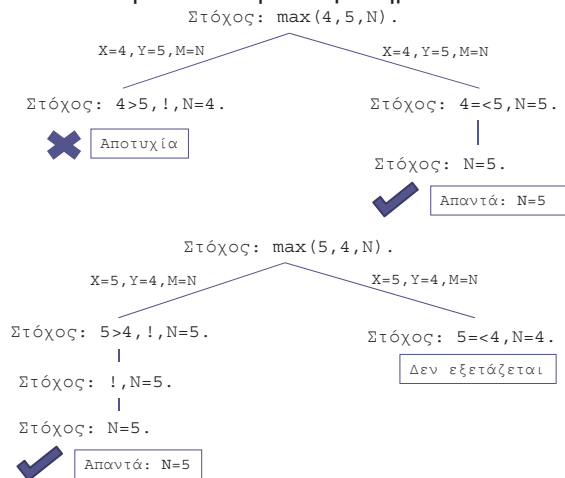 Στόχος: max(4,5,N).
X=4,Y=5,M=N
X=4,Y=5,M=N
Στόχος: 4>5,!,N=4.
Στόχος: 4=<5,N=5.
Αποτυχία
Στόχος: N=5.
Απαντά: N=5
Στόχος: max(5,4,N).
X=5,Y=4,M=N
X=5,Y=4,M=N
Στόχος: 5>4,!,N=5.
Στόχος: 5=<4,N=4.
Δεν εξετάζεται
Στόχος: !,N=5.
Στόχος: N=5.
Απαντά: N=5